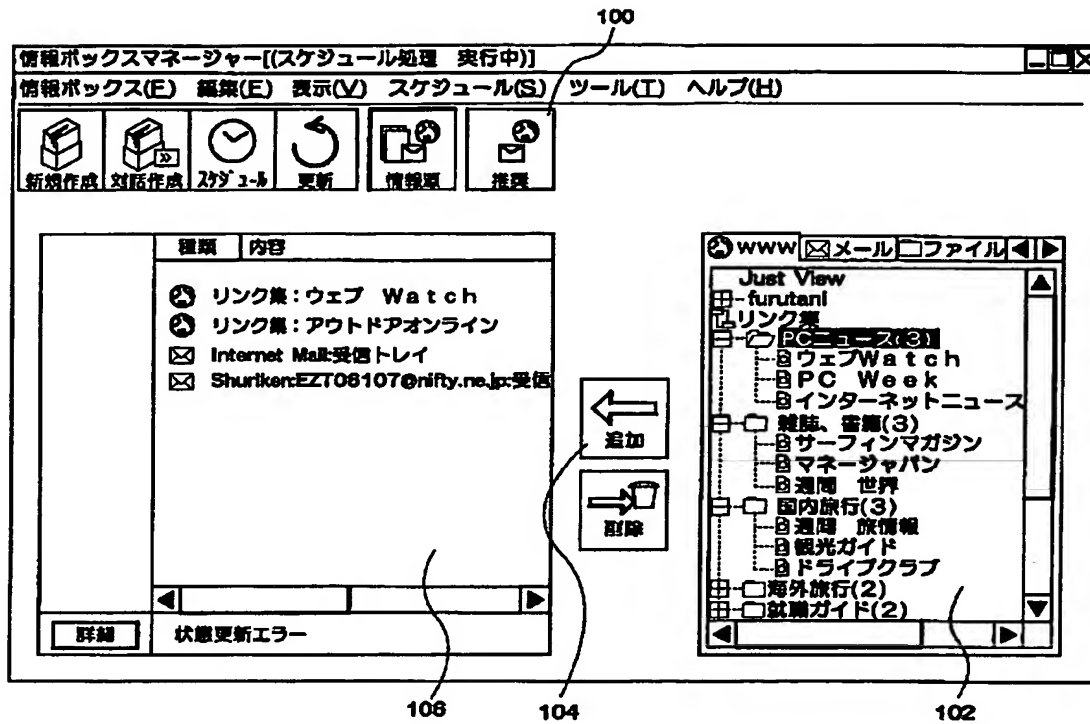 100
情報ボックスマネージャー[(スケジュール処理 実行中)]
情報ボックス(F) 編集(E) 表示(V) スケジュール(S) ツール(T) ヘルプ(H)
新規作成 対話作成 スケジュール 更新 情報源 推奨
種類 内容
リンク集:ウェブ Watch
リンク集:アウトドアオンライン
Internet Mail:受信トレイ
Shuriken:EZT06107@nifty.ne.jp:受信
詳細 状態更新エラー
追加
削除
WWW メール ファイル
Just View
furutani
リンク集
PCニュース(3)
ウェブWatch
PC Week
インターネットニュース
雑誌、書籍(3)
サーフィンマガジン
マネージャパン
週間 世界
国内旅行(3)
週間 旅情報
観光ガイド
ドライブクラブ
海外旅行(2)
就職ガイド(2)
106 104 102